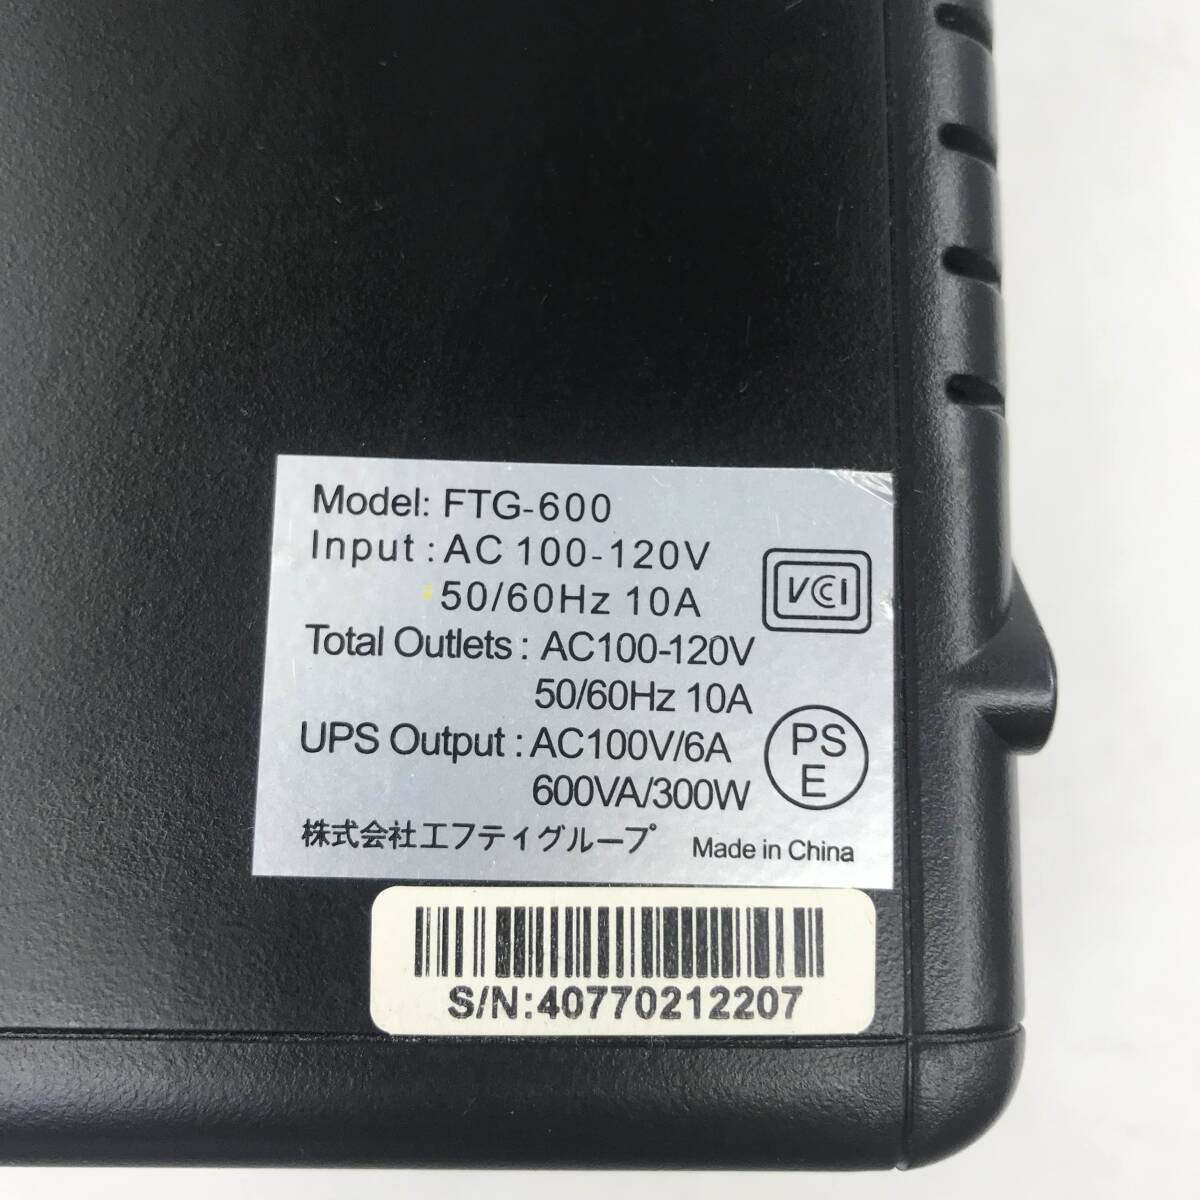 Model: FTG-600
Input : AC 100-120V
50/60Hz 10A
VCCI
Total Outlets : AC100-120V
50/60Hz 10A
UPS Output : AC100V/6A
600VA/300W
PS
E
株式会社エフティグループ
Made in China
S/N:40770212207